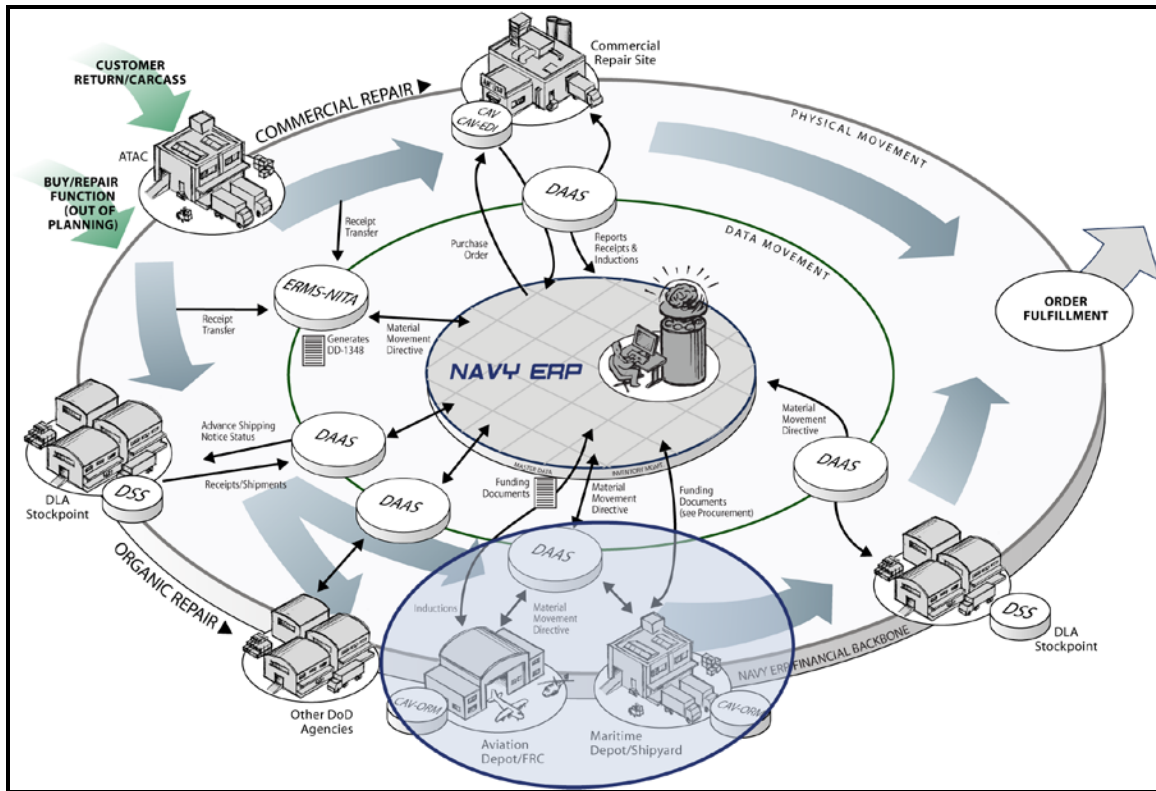 CUSTOMER
RETURN/CARCASS
ATAC
BUY/REPAIR
FUNCTION
(OUT OF
PLANNING)
COMMERCIAL REPAIR
Commercial
Repair Site
CAV
CAV-EDI
PHYSICAL MOVEMENT
DAAS
DATA MOVEMENT
Receipt
Transfer
Purchase
Order
Reports
Receipts &
Inductions
ERMS-NITA
Receipt
Transfer
Generates
DD-1348
Material
Movement
Directive
NAVY ERP
ORDER
FULFILLMENT
Advance Shipping
Notice Status
DAAS
Receipts/Shipments
DLA
Stockpoint
DSS
DAAS
MASTER DATA
INVENTORY MGMT.
Funding
Documents
Material
Movement
Directive
Funding
Documents
(see Procurement)
Material
Movement
Directive
DAAS
ORGANIC REPAIR
DAAS
Inductions
Material
Movement
Directive
Other DoD
Agencies
CAV-ORM
Aviation
Depot/FRC
Maritime
Depot/Shipyard
CAV-ORM
NAVY ERP FINANCIAL BACKBONE
DSS
DLA
Stockpoint